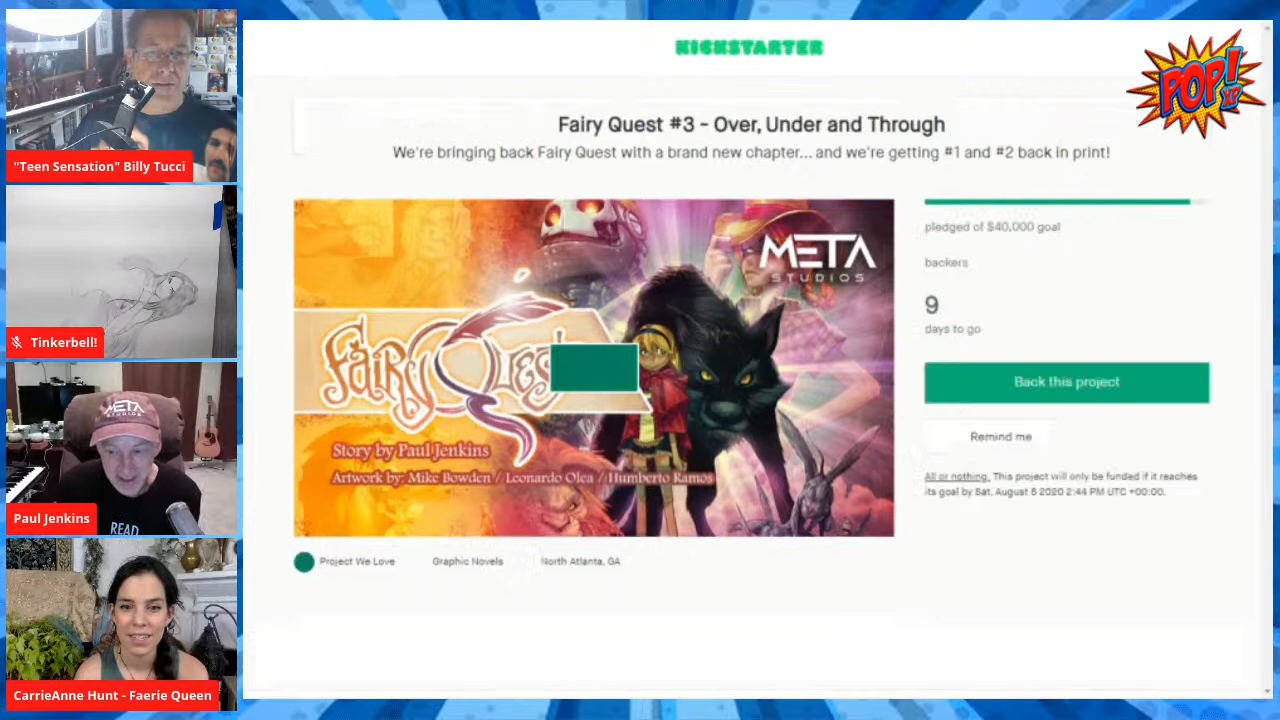 "Teen Sensation" Billy Tucci
Tinkerbell!
META
STUDIOS
READ
Paul Jenkins
CarrieAnne Hunt - Faerie Queen
KICKSTARTER
POP! XP
Fairy Quest #3 - Over, Under and Through
We're bringing back Fairy Quest with a brand new chapter... and we're getting #1 and #2 back in print!
META
STUDIOS
Fairy Quest
Story by Paul Jenkins
Artwork by: Mike Bowden / Leonardo Olea / Humberto Ramos
pledged of $40,000 goal
backers
9
days to go
Back this project
Remind me
All or nothing. This project will only be funded if it reaches
its goal by Sat, August 8 2020 2:44 PM UTC +00:00.
Project We Love
Graphic Novels
North Atlanta, GA